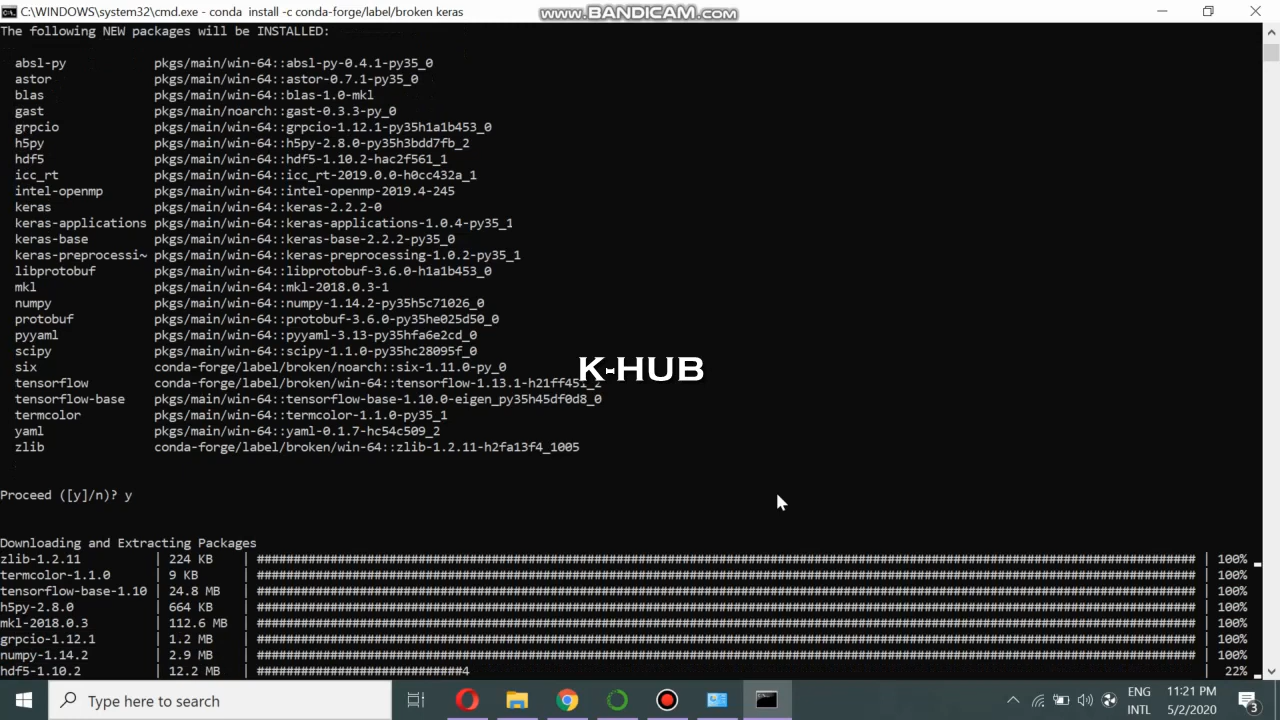 C:\WINDOWS\system32\cmd.exe - conda  install -c conda-forge/label/broken keras
www.BANDICAM.com
The following NEW packages will be INSTALLED:
absl-py pkgs/main/win-64::absl-py-0.4.1-py35_0
astor pkgs/main/win-64::astor-0.7.1-py35_0
blas pkgs/main/win-64::blas-1.0-mkl
gast pkgs/main/noarch::gast-0.3.3-py_0
grpcio pkgs/main/win-64::grpcio-1.12.1-py35h1a1b453_0
h5py pkgs/main/win-64::h5py-2.8.0-py35h3bdd7fb_2
hdf5 pkgs/main/win-64::hdf5-1.10.2-hac2f561_1
icc_rt pkgs/main/win-64::icc_rt-2019.0.0-h0cc432a_1
intel-openmp pkgs/main/win-64::intel-openmp-2019.4-245
keras pkgs/main/win-64::keras-2.2.2-0
keras-applications pkgs/main/win-64::keras-applications-1.0.4-py35_1
keras-base pkgs/main/win-64::keras-base-2.2.2-py35_0
keras-preprocessi~ pkgs/main/win-64::keras-preprocessing-1.0.2-py35_1
libprotobuf pkgs/main/win-64::libprotobuf-3.6.0-h1a1b453_0
mkl pkgs/main/win-64::mkl-2018.0.3-1
numpy pkgs/main/win-64::numpy-1.14.2-py35h5c71026_0
protobuf pkgs/main/win-64::protobuf-3.6.0-py35he025d50_0
pyyaml pkgs/main/win-64::pyyaml-3.13-py35hfa6e2cd_0
scipy pkgs/main/win-64::scipy-1.1.0-py35hc28095f_0
six conda-forge/label/broken/noarch::six-1.11.0-py_0
K-HUB
tensorflow conda-forge/label/broken/win-64::tensorflow-1.13.1-h21ff451_2
tensorflow-base pkgs/main/win-64::tensorflow-base-1.10.0-eigen_py35h45df0d8_0
termcolor pkgs/main/win-64::termcolor-1.1.0-py35_1
yaml pkgs/main/win-64::yaml-0.1.7-hc54c509_2
zlib conda-forge/label/broken/win-64::zlib-1.2.11-h2fa13f4_1005
Proceed ([y]/n)? y
Downloading and Extracting Packages
zlib-1.2.11 | 224 KB | ############################ | 100%
termcolor-1.1.0 | 9 KB | ############################ | 100%
tensorflow-base-1.10 | 24.8 MB | ############################ | 100%
h5py-2.8.0 | 664 KB | ############################ | 100%
mkl-2018.0.3 | 112.6 MB | ############################ | 100%
grpcio-1.12.1 | 1.2 MB | ############################ | 100%
numpy-1.14.2 | 2.9 MB | ############################ | 100%
hdf5-1.10.2 | 12.2 MB | ############################4 | 22%
Type here to search
ENG
INTL
11:21 PM
5/2/2020
3